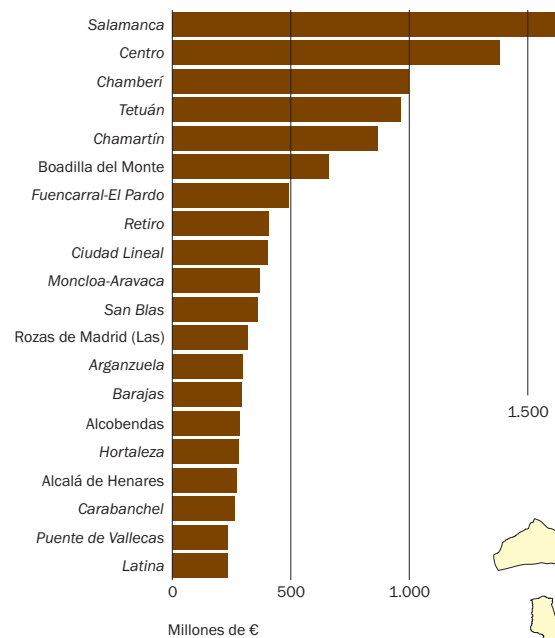 Salamanca
Centro
Chamberí
Tetuán
Chamartín
Boadilla del Monte
Fuencarral-El Pardo
Retiro
Ciudad Lineal
Moncloa-Aravaca
San Blas
Rozas de Madrid (Las)
Arganzuela
Barajas
Alcobendas
Hortaleza
Alcalá de Henares
Carabanchel
Puente de Vallecas
Latina
0 500 1.000 1.500
Millones de €